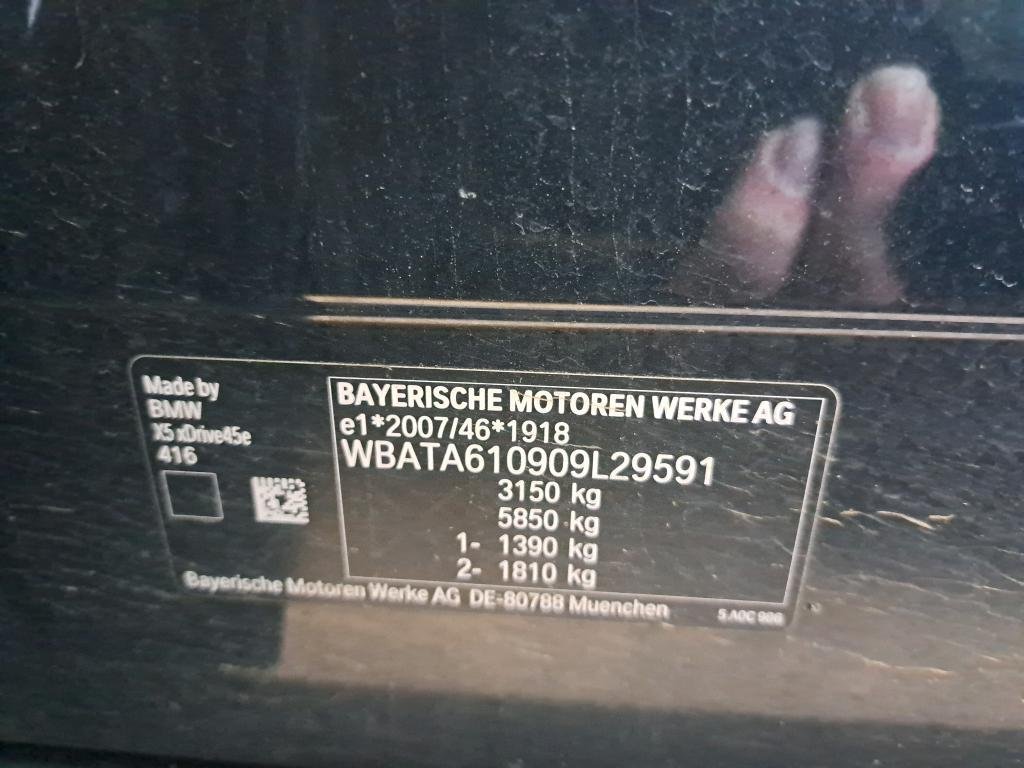 Made by
BMW
X5 xDrive45e
416
BAYERISCHE MOTOREN WERKE AG
e1*2007/46*1918
WBATA610909L29591
3150 kg
5850 kg
1- 1390 kg
2- 1810 kg
Bayerische Motoren Werke AG DE-80788 Muenchen